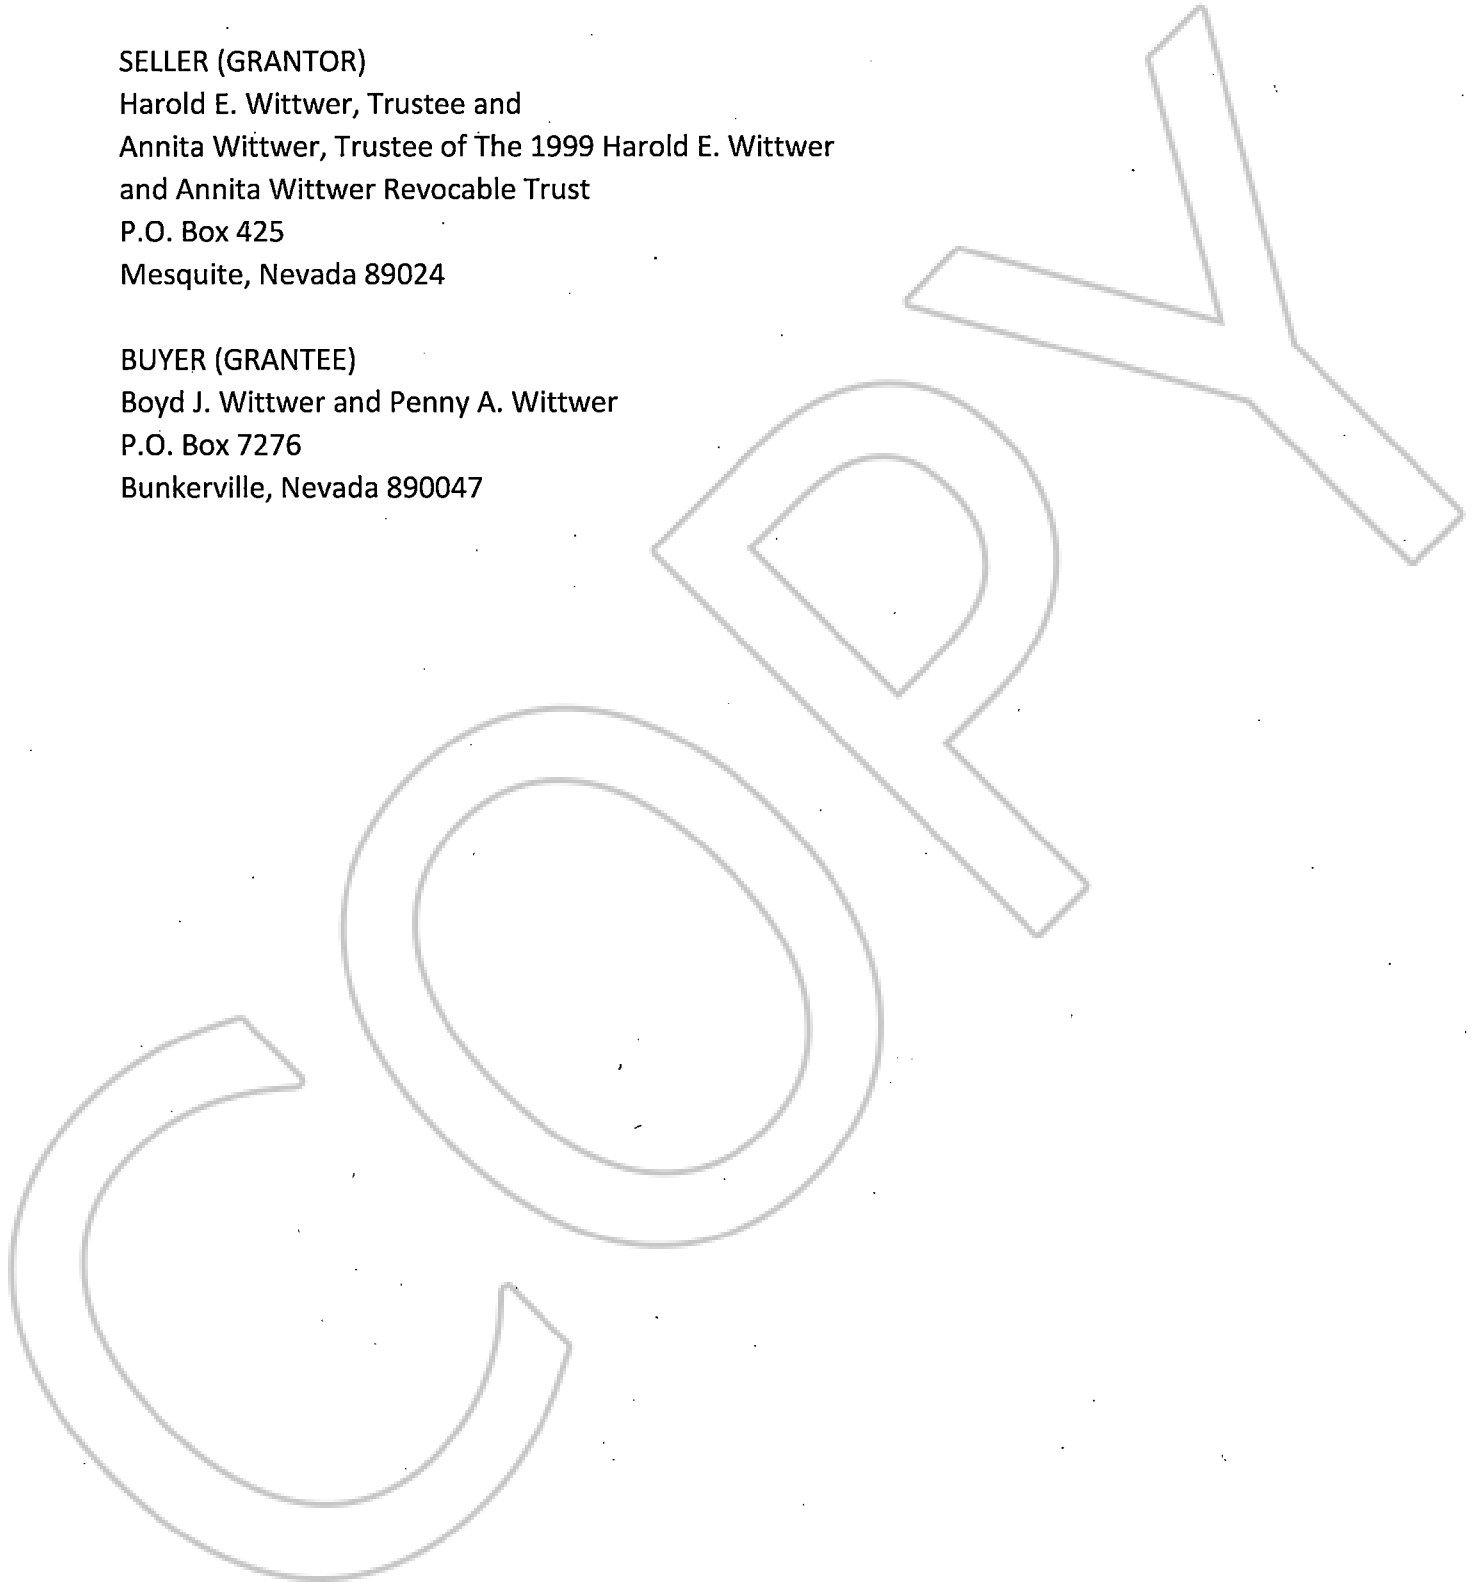 SELLER (GRANTOR)
Harold E. Wittwer, Trustee and
Annita Wittwer, Trustee of The 1999 Harold E. Wittwer
and Annita Wittwer Revocable Trust
P.O. Box 425
Mesquite, Nevada 89024
BUYER (GRANTEE)
Boyd J. Wittwer and Penny A. Wittwer
P.O. Box 7276
Bunkerville, Nevada 890047
COPY